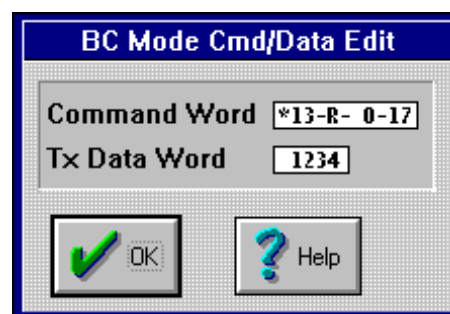 BC Mode Cmd/Data Edit
Command Word *13-R- 0-17
Tx Data Word 1234
OK Help